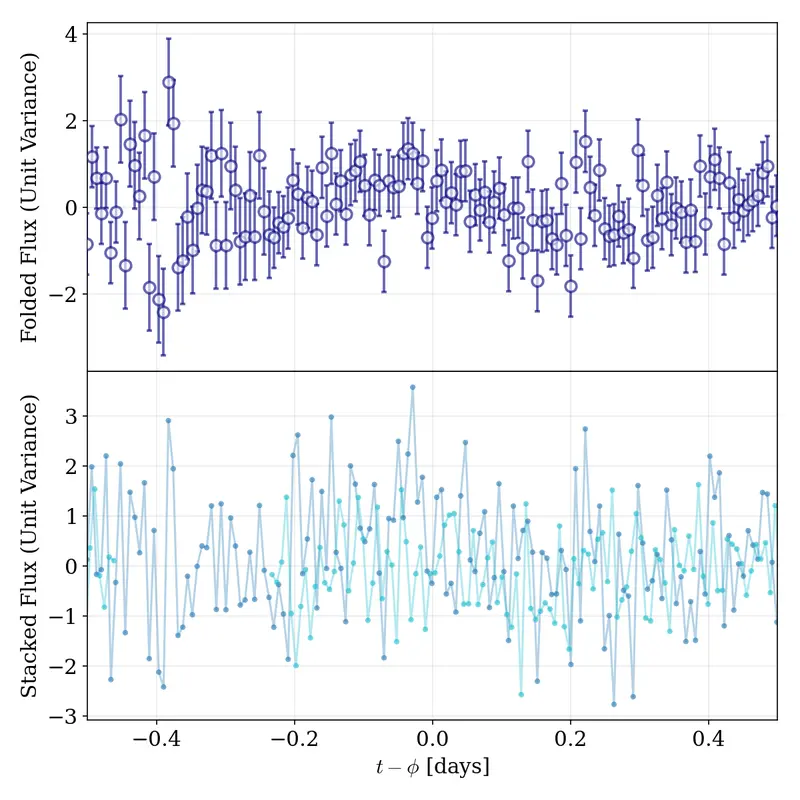 Folded Flux (Unit Variance)
4
2
0
−2
Stacked Flux (Unit Variance)
3
2
1
0
−1
−2
−3
−0.4 −0.2 0.0 0.2 0.4
t − ϕ [days]